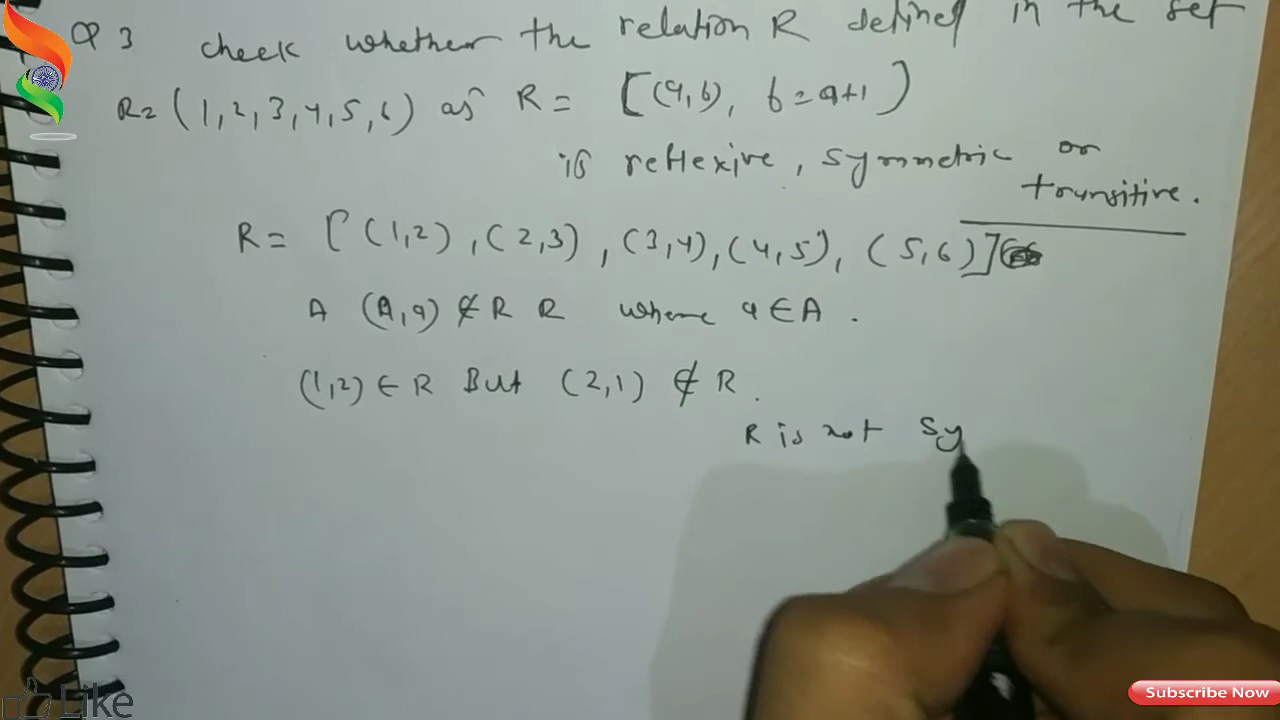 Q 3 check whether the relation R defined in the set
R= (1,2,3,4,5,6) as R = [(a,b), b=a+1)
is reflexive, symmetric or
transitive.
R= [(1,2), (2,3), (3,4), (4,5), (5,6)]
A (A,a) ∉ R R where a ∈ A.
(1,2) ∈ R But (2,1) ∉ R.
R is not Sy
Like
Subscribe Now